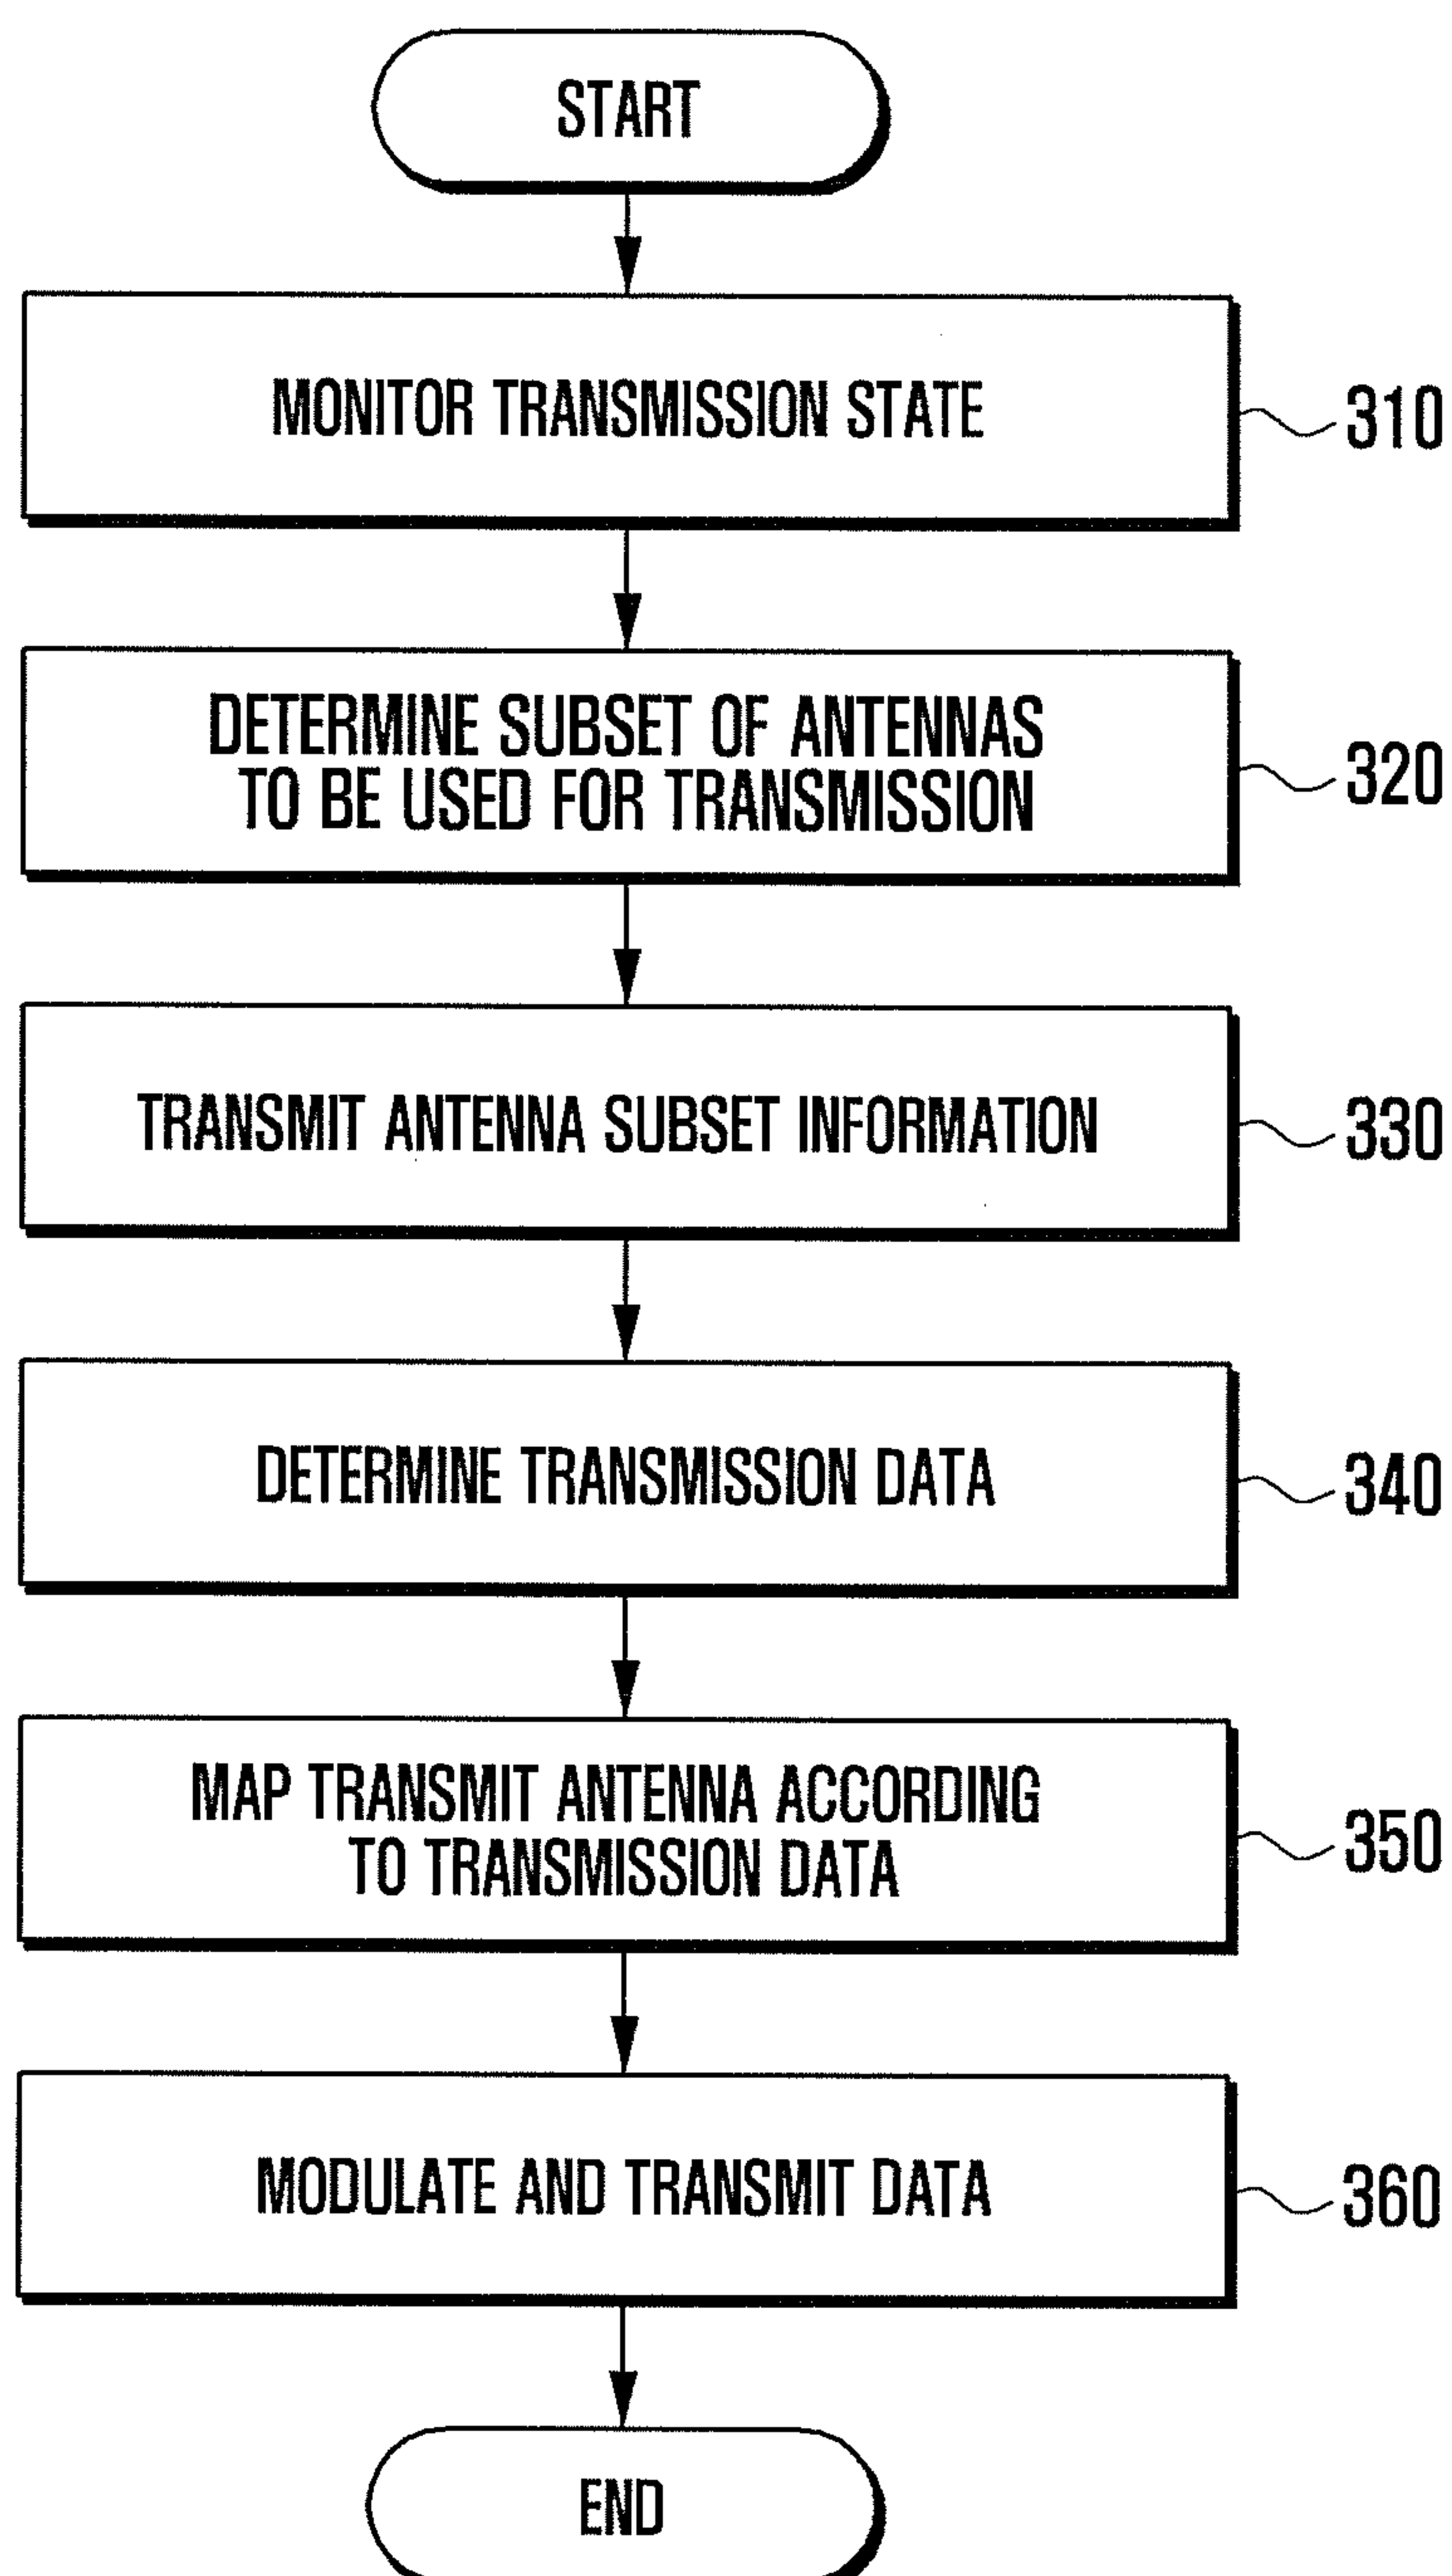 START
MONITOR TRANSMISSION STATE
310
DETERMINE SUBSET OF ANTENNAS
TO BE USED FOR TRANSMISSION
320
TRANSMIT ANTENNA SUBSET INFORMATION
330
DETERMINE TRANSMISSION DATA
340
MAP TRANSMIT ANTENNA ACCORDING
TO TRANSMISSION DATA
350
MODULATE AND TRANSMIT DATA
360
END